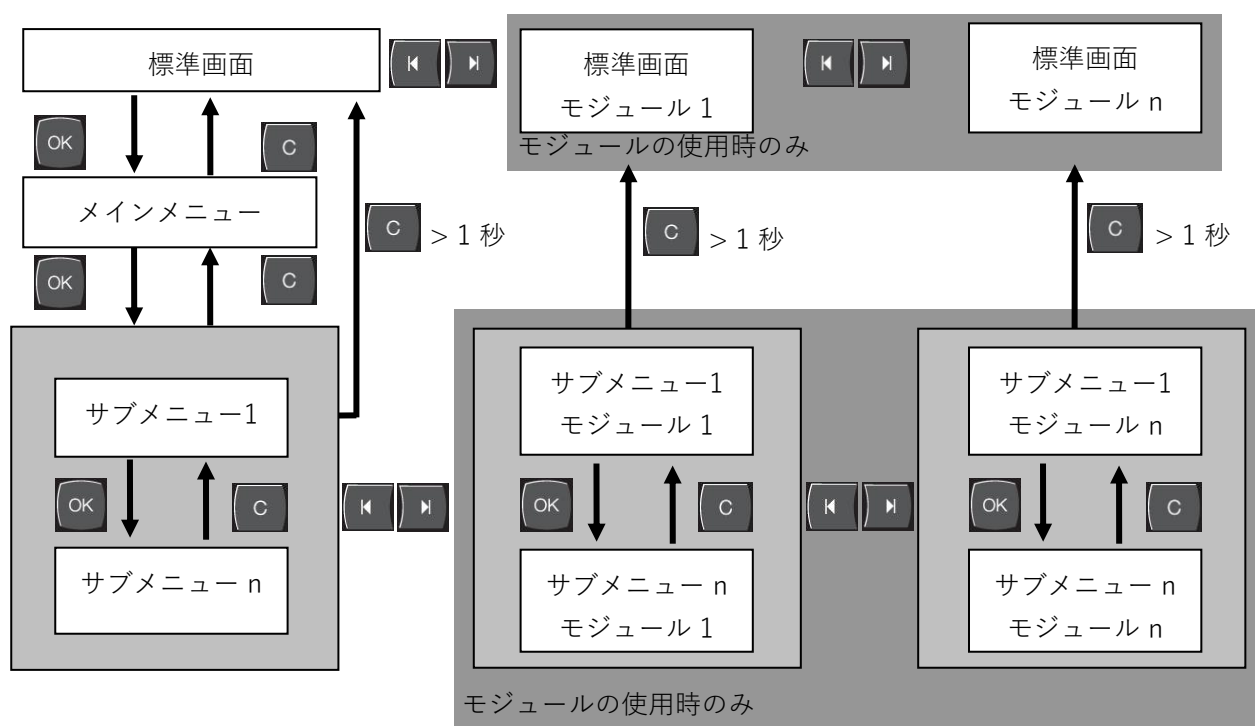 標準画面
標準画面
モジュール 1
標準画面
モジュール n
モジュールの使用時のみ
OK
C
メインメニュー
C
> 1 秒
C
> 1 秒
C
> 1 秒
OK
C
サブメニュー1
サブメニュー1
モジュール 1
サブメニュー1
モジュール n
OK
C
OK
C
OK
C
サブメニュー n
サブメニュー n
モジュール 1
サブメニュー n
モジュール n
モジュールの使用時のみ